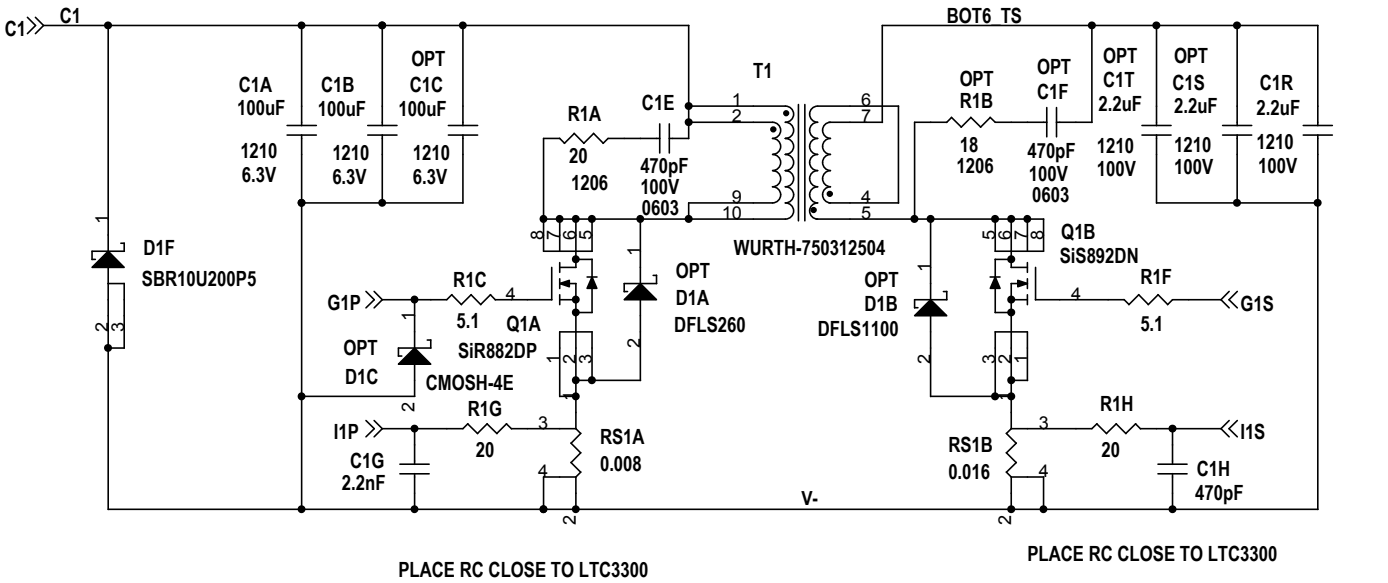 C1
C1
BOT6_TS
C1A
100uF
1210
6.3V
C1B
100uF
1210
6.3V
OPT
C1C
100uF
1210
6.3V
R1A
20
1206
C1E
470pF
100V
0603
T1
1
2
9
10
6
7
4
5
WURTH-750312504
OPT
R1B
18
1206
OPT
C1F
470pF
100V
0603
OPT
C1T
2.2uF
1210
100V
OPT
C1S
2.2uF
1210
100V
C1R
2.2uF
1210
100V
1
D1F
SBR10U200P5
2
3
8
7
6
5
G1P
R1C
5.1
4
Q1A
SiR882DP
1
2
3
1
OPT
D1A
DFLS260
2
1
OPT
D1C
CMOSH-4E
2
I1P
R1G
20
C1G
2.2nF
3
1
RS1A
0.008
4
2
V-
5
6
7
8
Q1B
SiS892DN
1
OPT
D1B
DFLS1100
2
4
R1F
5.1
G1S
3
2
1
1
RS1B
0.016
3
4
2
R1H
20
I1S
C1H
470pF
PLACE RC CLOSE TO LTC3300
PLACE RC CLOSE TO LTC3300